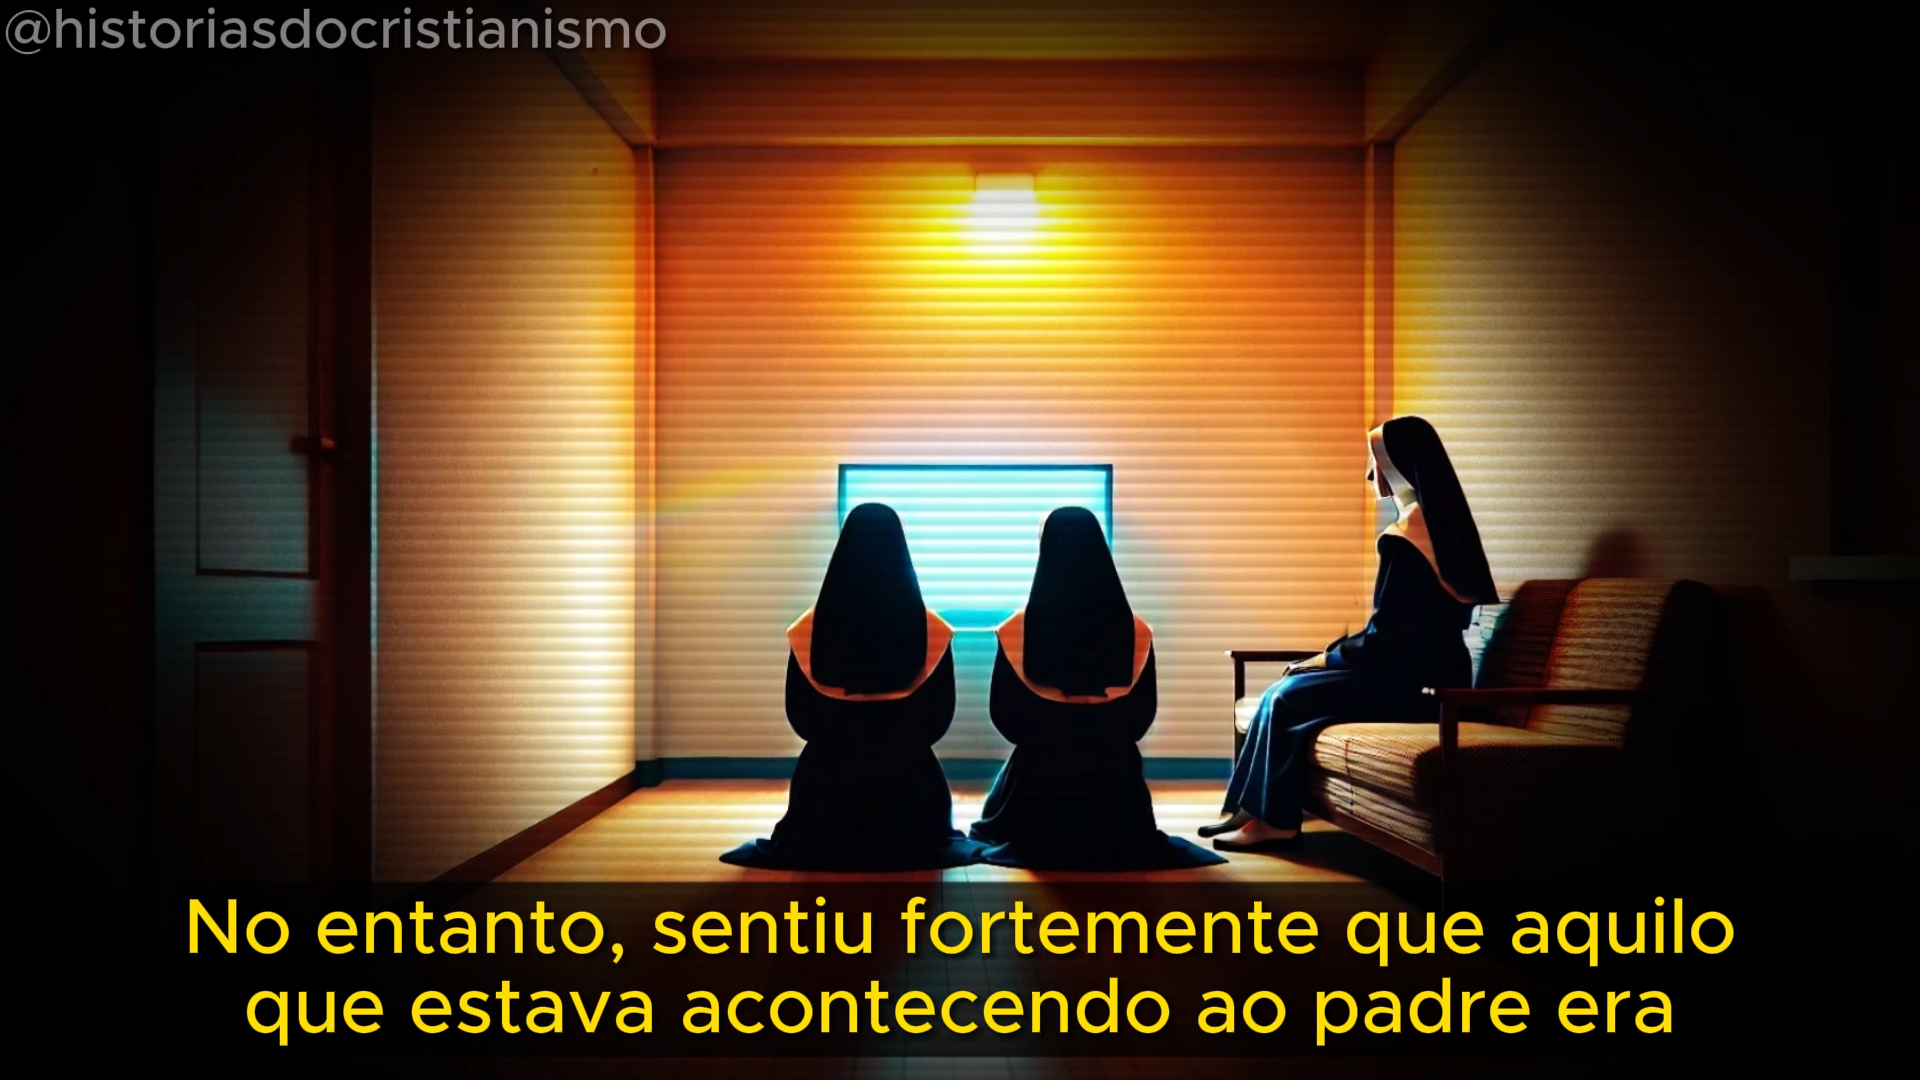 @historiasdocristianismo
No entanto, sentiu fortemente que aquilo
que estava acontecendo ao padre era